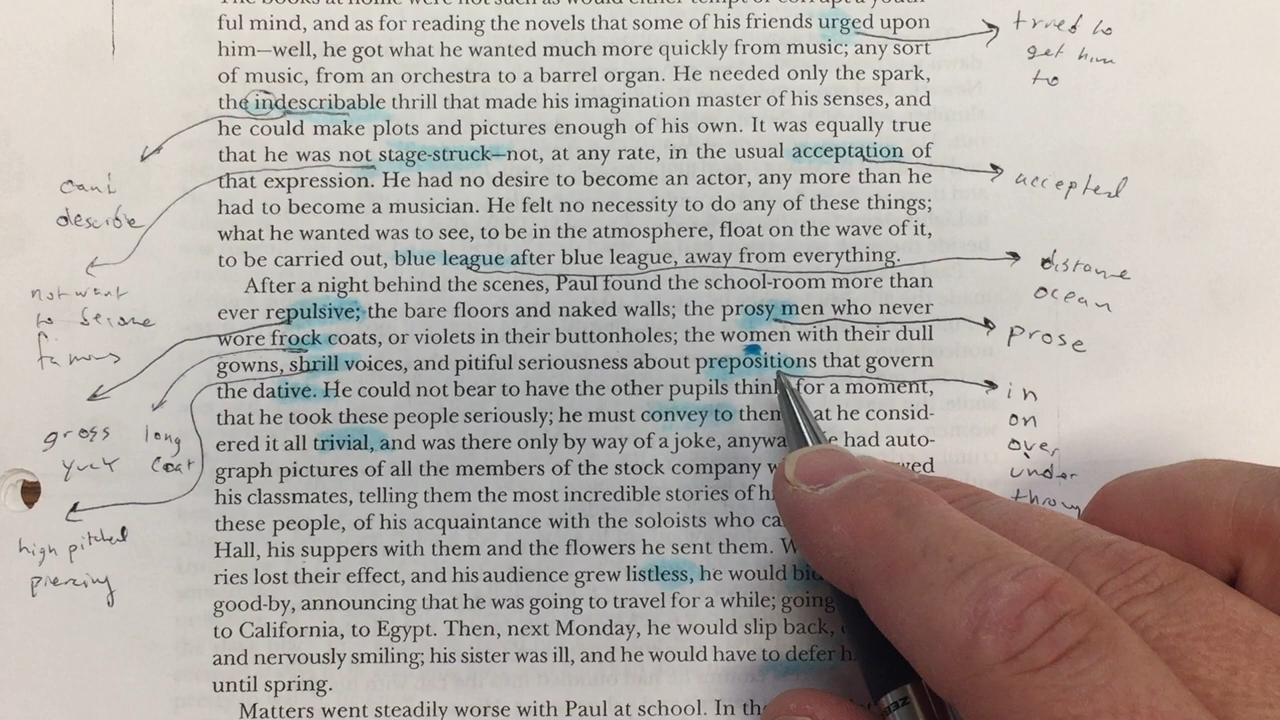 ful mind, and as for reading the novels that some of his friends urged upon
him—well, he got what he wanted much more quickly from music; any sort
of music, from an orchestra to a barrel organ. He needed only the spark,
the indescribable thrill that made his imagination master of his senses, and
he could make plots and pictures enough of his own. It was equally true
that he was not stage-struck—not, at any rate, in the usual acceptation of
that expression. He had no desire to become an actor, any more than he
had to become a musician. He felt no necessity to do any of these things;
what he wanted was to see, to be in the atmosphere, float on the wave of it,
to be carried out, blue league after blue league, away from everything.
After a night behind the scenes, Paul found the school-room more than
ever repulsive; the bare floors and naked walls; the prosy men who never
wore frock coats, or violets in their buttonholes; the women with their dull
gowns, shrill voices, and pitiful seriousness about prepositions that govern
the dative. He could not bear to have the other pupils think for a moment,
that he took these people seriously; he must convey to them at he consid-
ered it all trivial, and was there only by way of a joke, anyway e had auto-
graph pictures of all the members of the stock company wed
his classmates, telling them the most incredible stories of
these people, of his acquaintance with the soloists who
Hall, his suppers with them and the flowers he sent them.
ries lost their effect, and his audience grew listless, he would
good-by, announcing that he was going to travel for a while; going
to California, to Egypt. Then, next Monday, he would slip back,
and nervously smiling; his sister was ill, and he would have to defer
until spring.
Matters went steadily worse with Paul at school. In
can't
describe
not want
to
famous
gross
yuck
long
coat
high pitched
piercing
tried to
get him
to
accepted
distance
ocean
prose
in
on
over
under